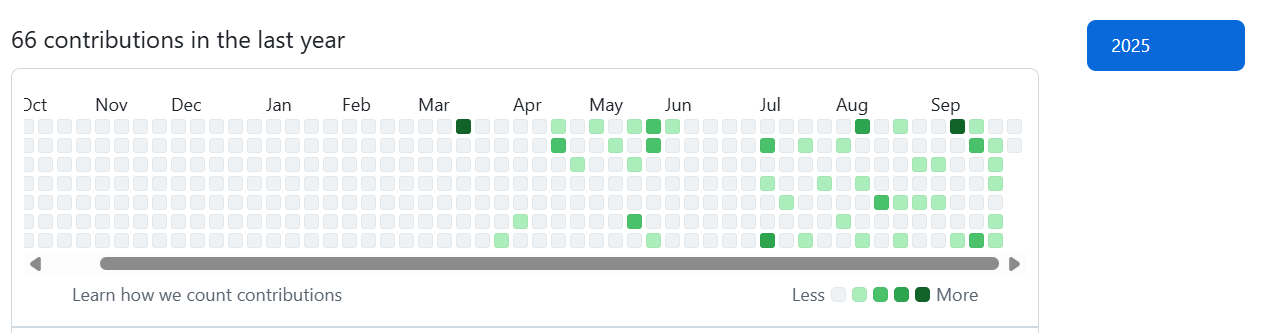 66 contributions in the last year
2025
Oct Nov Dec Jan Feb Mar Apr May Jun Jul Aug Sep
Learn how we count contributions
Less More